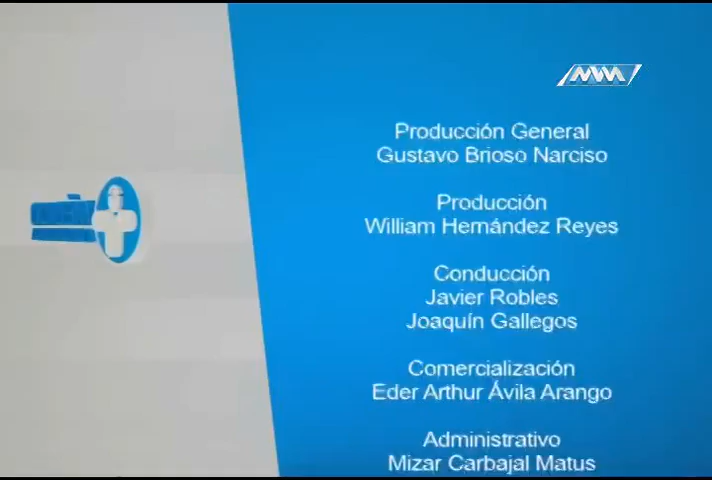 MVM
Producción General
Gustavo Brioso Narciso
Producción
William Hernández Reyes
Conducción
Javier Robles
Joaquín Gallegos
Comercialización
Eder Arthur Ávila Arango
Administrativo
Mizar Carbajal Matus